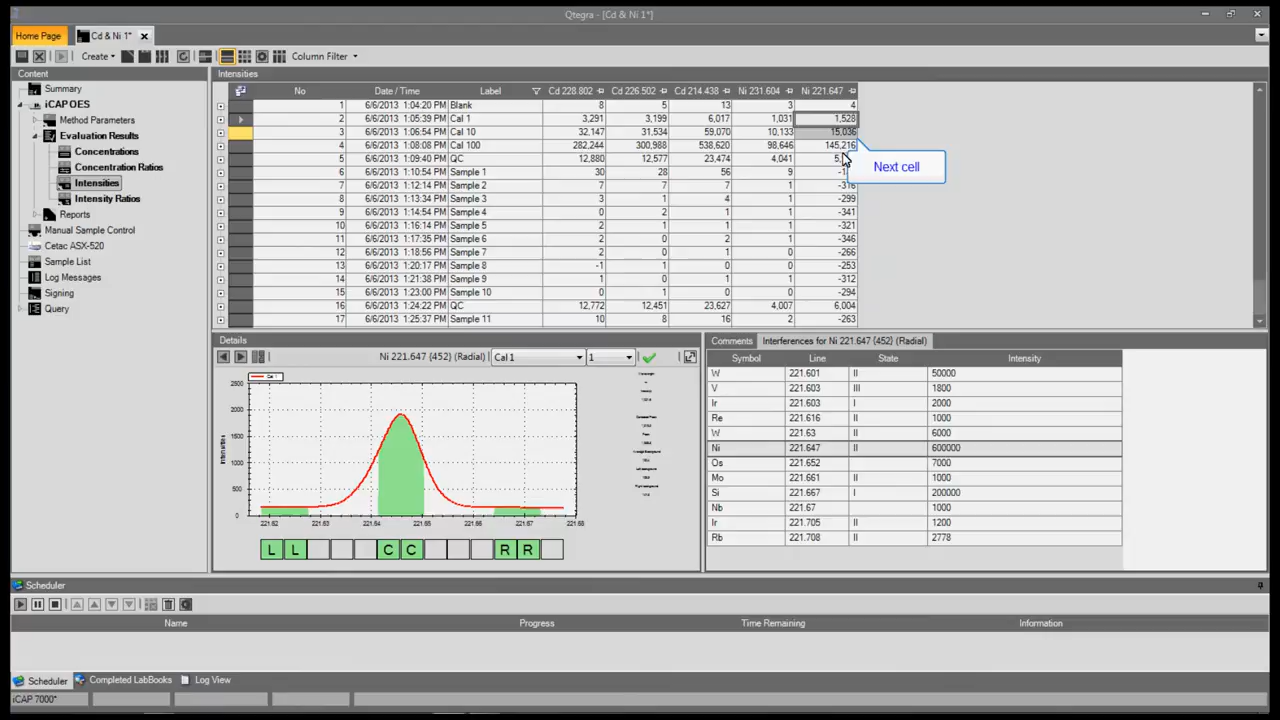 Qtegra - [Cd & Ni 1*]
Home Page Cd & Ni 1*
Create Column Filter
Content
Summary
iCAP OES
Method Parameters
Evaluation Results
Concentrations
Concentration Ratios
Intensities
Intensity Ratios
Reports
Manual Sample Control
Cetac ASX-520
Sample List
Log Messages
Signing
Query
Intensities
No Date / Time Label Cd 228.802 Cd 226.502 Cd 214.438 Ni 231.604 Ni 221.647
1 6/6/2013 1:04:20 PM Blank 8 5 13 3 4
2 6/6/2013 1:05:39 PM Cal 1 3,291 3,199 6,017 1,031 1,528
3 6/6/2013 1:06:54 PM Cal 10 32,147 31,534 59,070 10,133 15,036
4 6/6/2013 1:08:08 PM Cal 100 282,244 300,988 538,620 98,646 145,216
5 6/6/2013 1:09:40 PM QC 12,880 12,577 23,474 4,041
6 6/6/2013 1:10:54 PM Sample 1 30 28 56 9
7 6/6/2013 1:12:14 PM Sample 2 7 7 7 1
8 6/6/2013 1:13:34 PM Sample 3 3 1 4 1 -299
9 6/6/2013 1:14:54 PM Sample 4 0 2 1 1 -341
10 6/6/2013 1:16:14 PM Sample 5 2 1 1 1 -321
11 6/6/2013 1:17:35 PM Sample 6 2 0 2 1 -346
12 6/6/2013 1:18:56 PM Sample 7 2 0 1 0 -266
13 6/6/2013 1:20:17 PM Sample 8 -1 1 0 0 -253
14 6/6/2013 1:21:38 PM Sample 9 1 0 1 0 -312
15 6/6/2013 1:23:00 PM Sample 10 0 1 0 0 -294
16 6/6/2013 1:24:22 PM QC 12,772 12,451 23,627 4,007 6,004
17 6/6/2013 1:25:37 PM Sample 11 10 8 16 2 -263
Next cell
Details
Ni 221.647 {452} (Radial) Cal 1 1
Intensities
2500
2000
1500
1000
500
0
221.62 221.63 221.64 221.65 221.66 221.67 221.68
L L C C R R
Comments Interferences for Ni 221.647 {452} (Radial)
Symbol Line State Intensity
W 221.601 II 50000
V 221.603 III 1800
Ir 221.603 I 2000
Re 221.616 II 1000
W 221.63 II 6000
Ni 221.647 II 600000
Os 221.652 7000
Mo 221.661 II 1000
Si 221.667 I 200000
Nb 221.67 1000
Ir 221.705 II 1200
Rb 221.708 II 2778
Scheduler
Name Progress Time Remaining Information
Scheduler Completed LabBooks Log View
iCAP 7000*